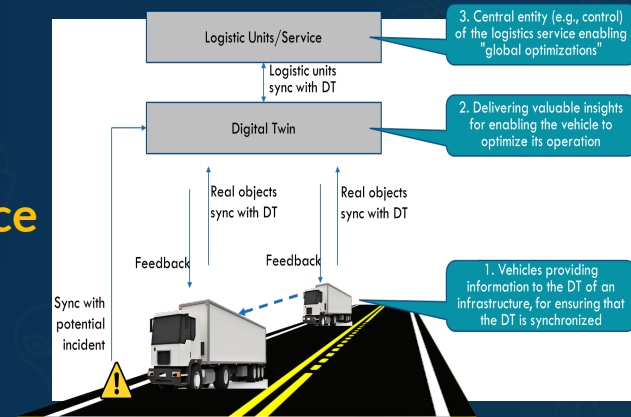 Logistic Units/Service
3. Central entity (e.g., control)
of the logistics service enabling
"global optimizations"
Logistic units
sync with DT
Digital Twin
2. Delivering valuable insights
for enabling the vehicle to
optimize its operation
ce
Real objects
sync with DT
Real objects
sync with DT
Feedback
Feedback
1. Vehicles providing
information to the DT of an
infrastructure, for ensuring that
the DT is synchronized
Sync with
potential
incident